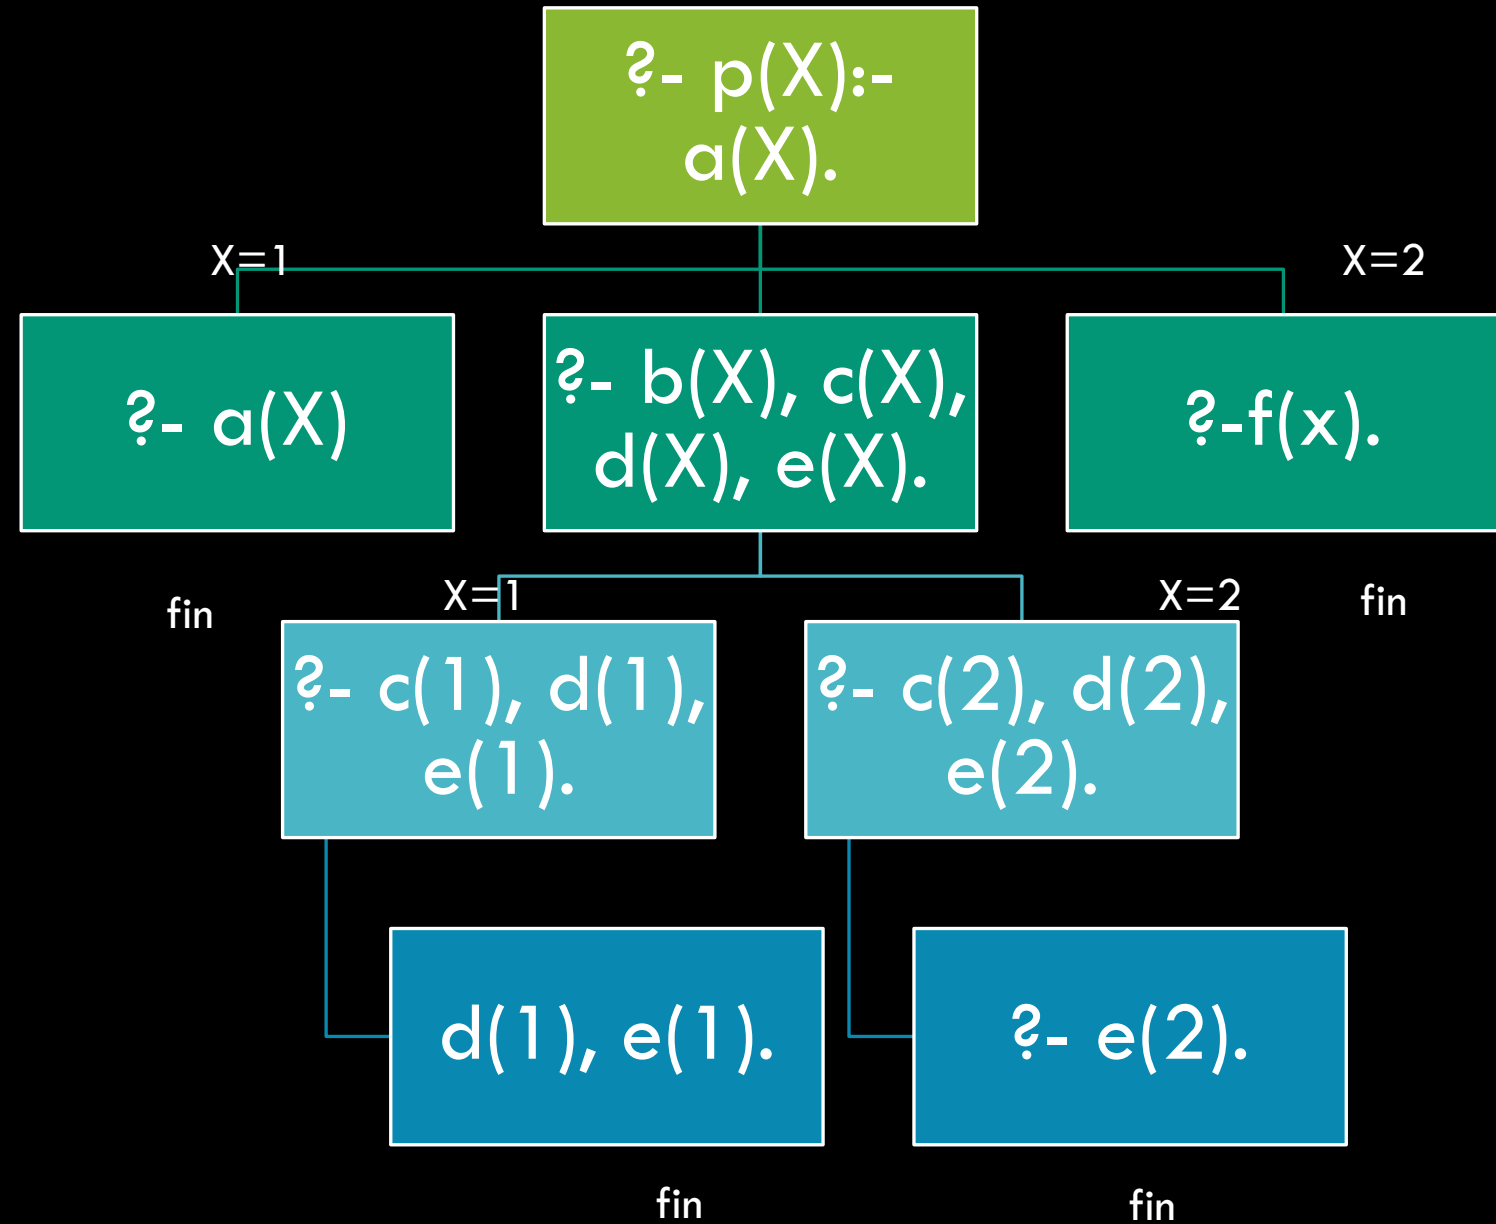 ?- p(X):-
a(X).
X=1
X=2
?- a(X)
?- b(X), c(X),
d(X), e(X).
?-f(x).
fin
X=1
X=2
fin
?- c(1), d(1),
e(1).
?- c(2), d(2),
e(2).
d(1), e(1).
?- e(2).
fin
fin